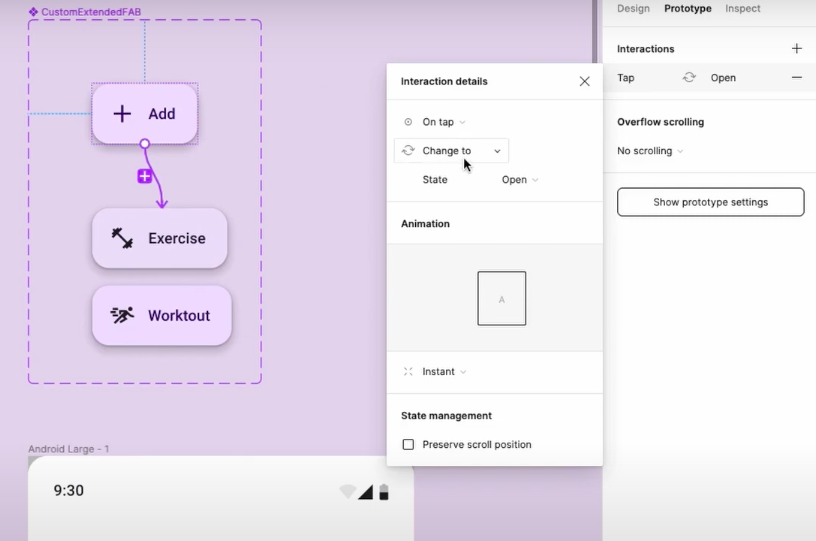 CustomExtendedFAB
Add
Exercise
Worktout
Android Large - 1
9:30
Interaction details
On tap
Change to
State Open
Animation
A
Instant
State management
Preserve scroll position
Design Prototype Inspect
Interactions
Tap Open
Overflow scrolling
No scrolling
Show prototype settings